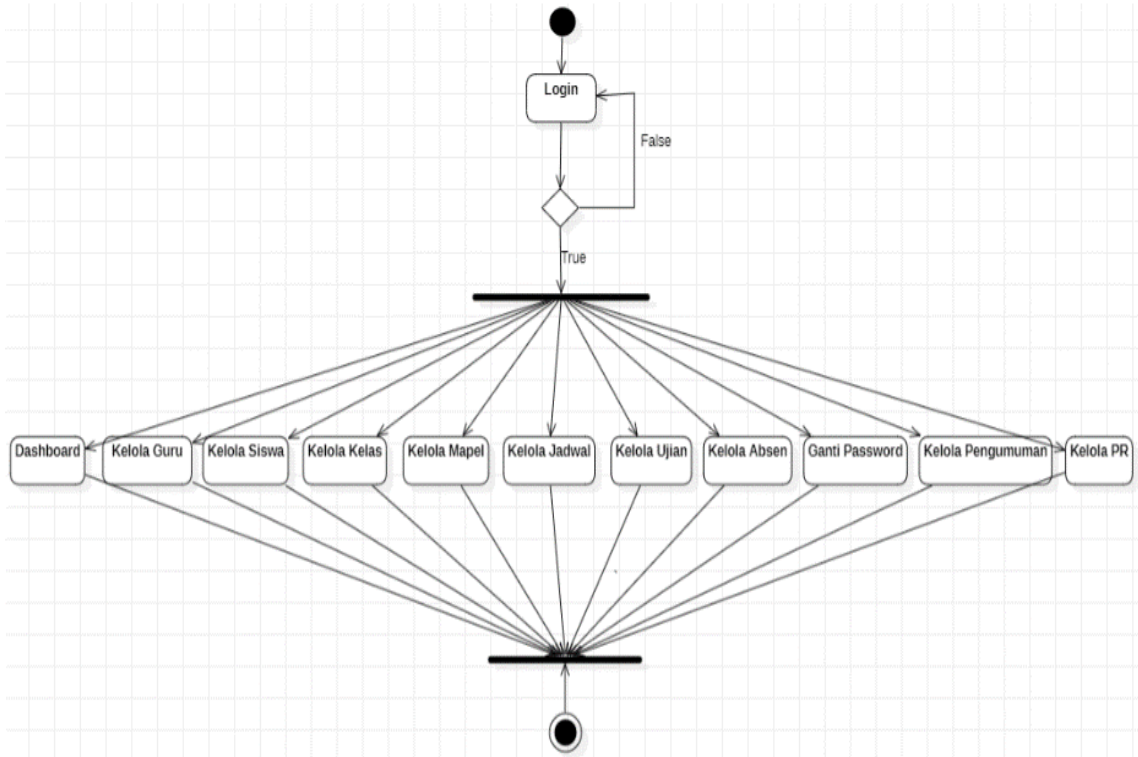 Login
False
True
Dashboard
Kelola Guru
Kelola Siswa
Kelola Kelas
Kelola Mapel
Kelola Jadwal
Kelola Ujian
Kelola Absen
Ganti Password
Kelola Pengumuman
Kelola PR